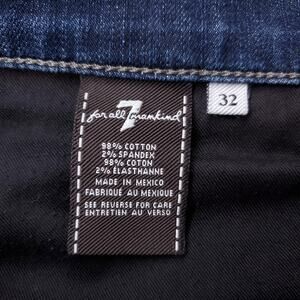 7
for all mankind
32
98% COTTON
2% SPANDEX
98% COTON
2% ÉLASTHANNE
MADE IN MEXICO
FABRIQUÉ AU MEXIQUE
SEE REVERSE FOR CARE
ENTRETIEN AU VERSO